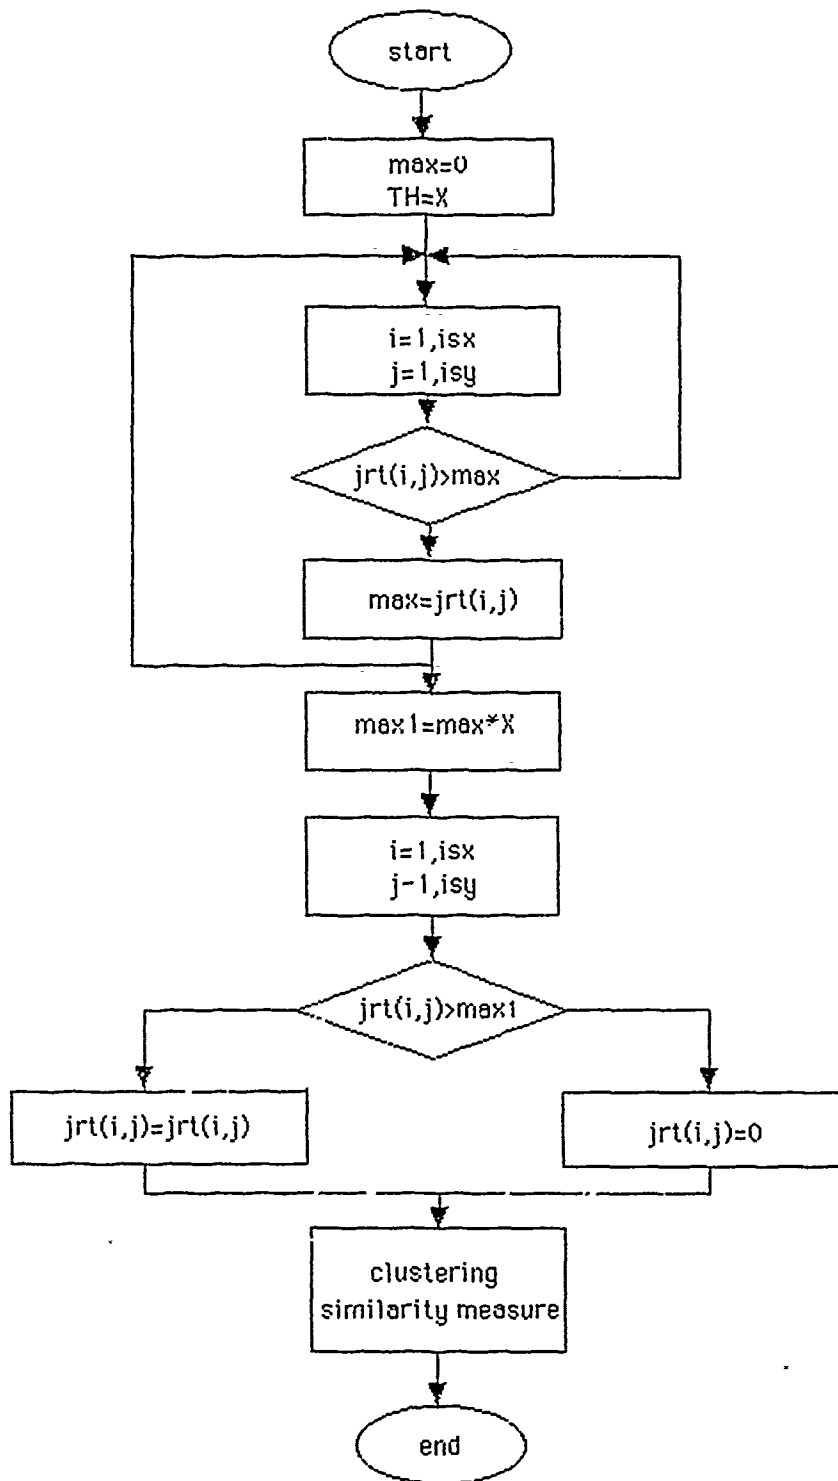 start
max=0
TH=X
i=1,isx
j=1,isy
jrt(i,j)>max
max=jrt(i,j)
max1=max*X
i=1,isx
j-1,isy
jrt(i,j)>max1
jrt(i,j)=jrt(i,j)
jrt(i,j)=0
clustering
similarity measure
end